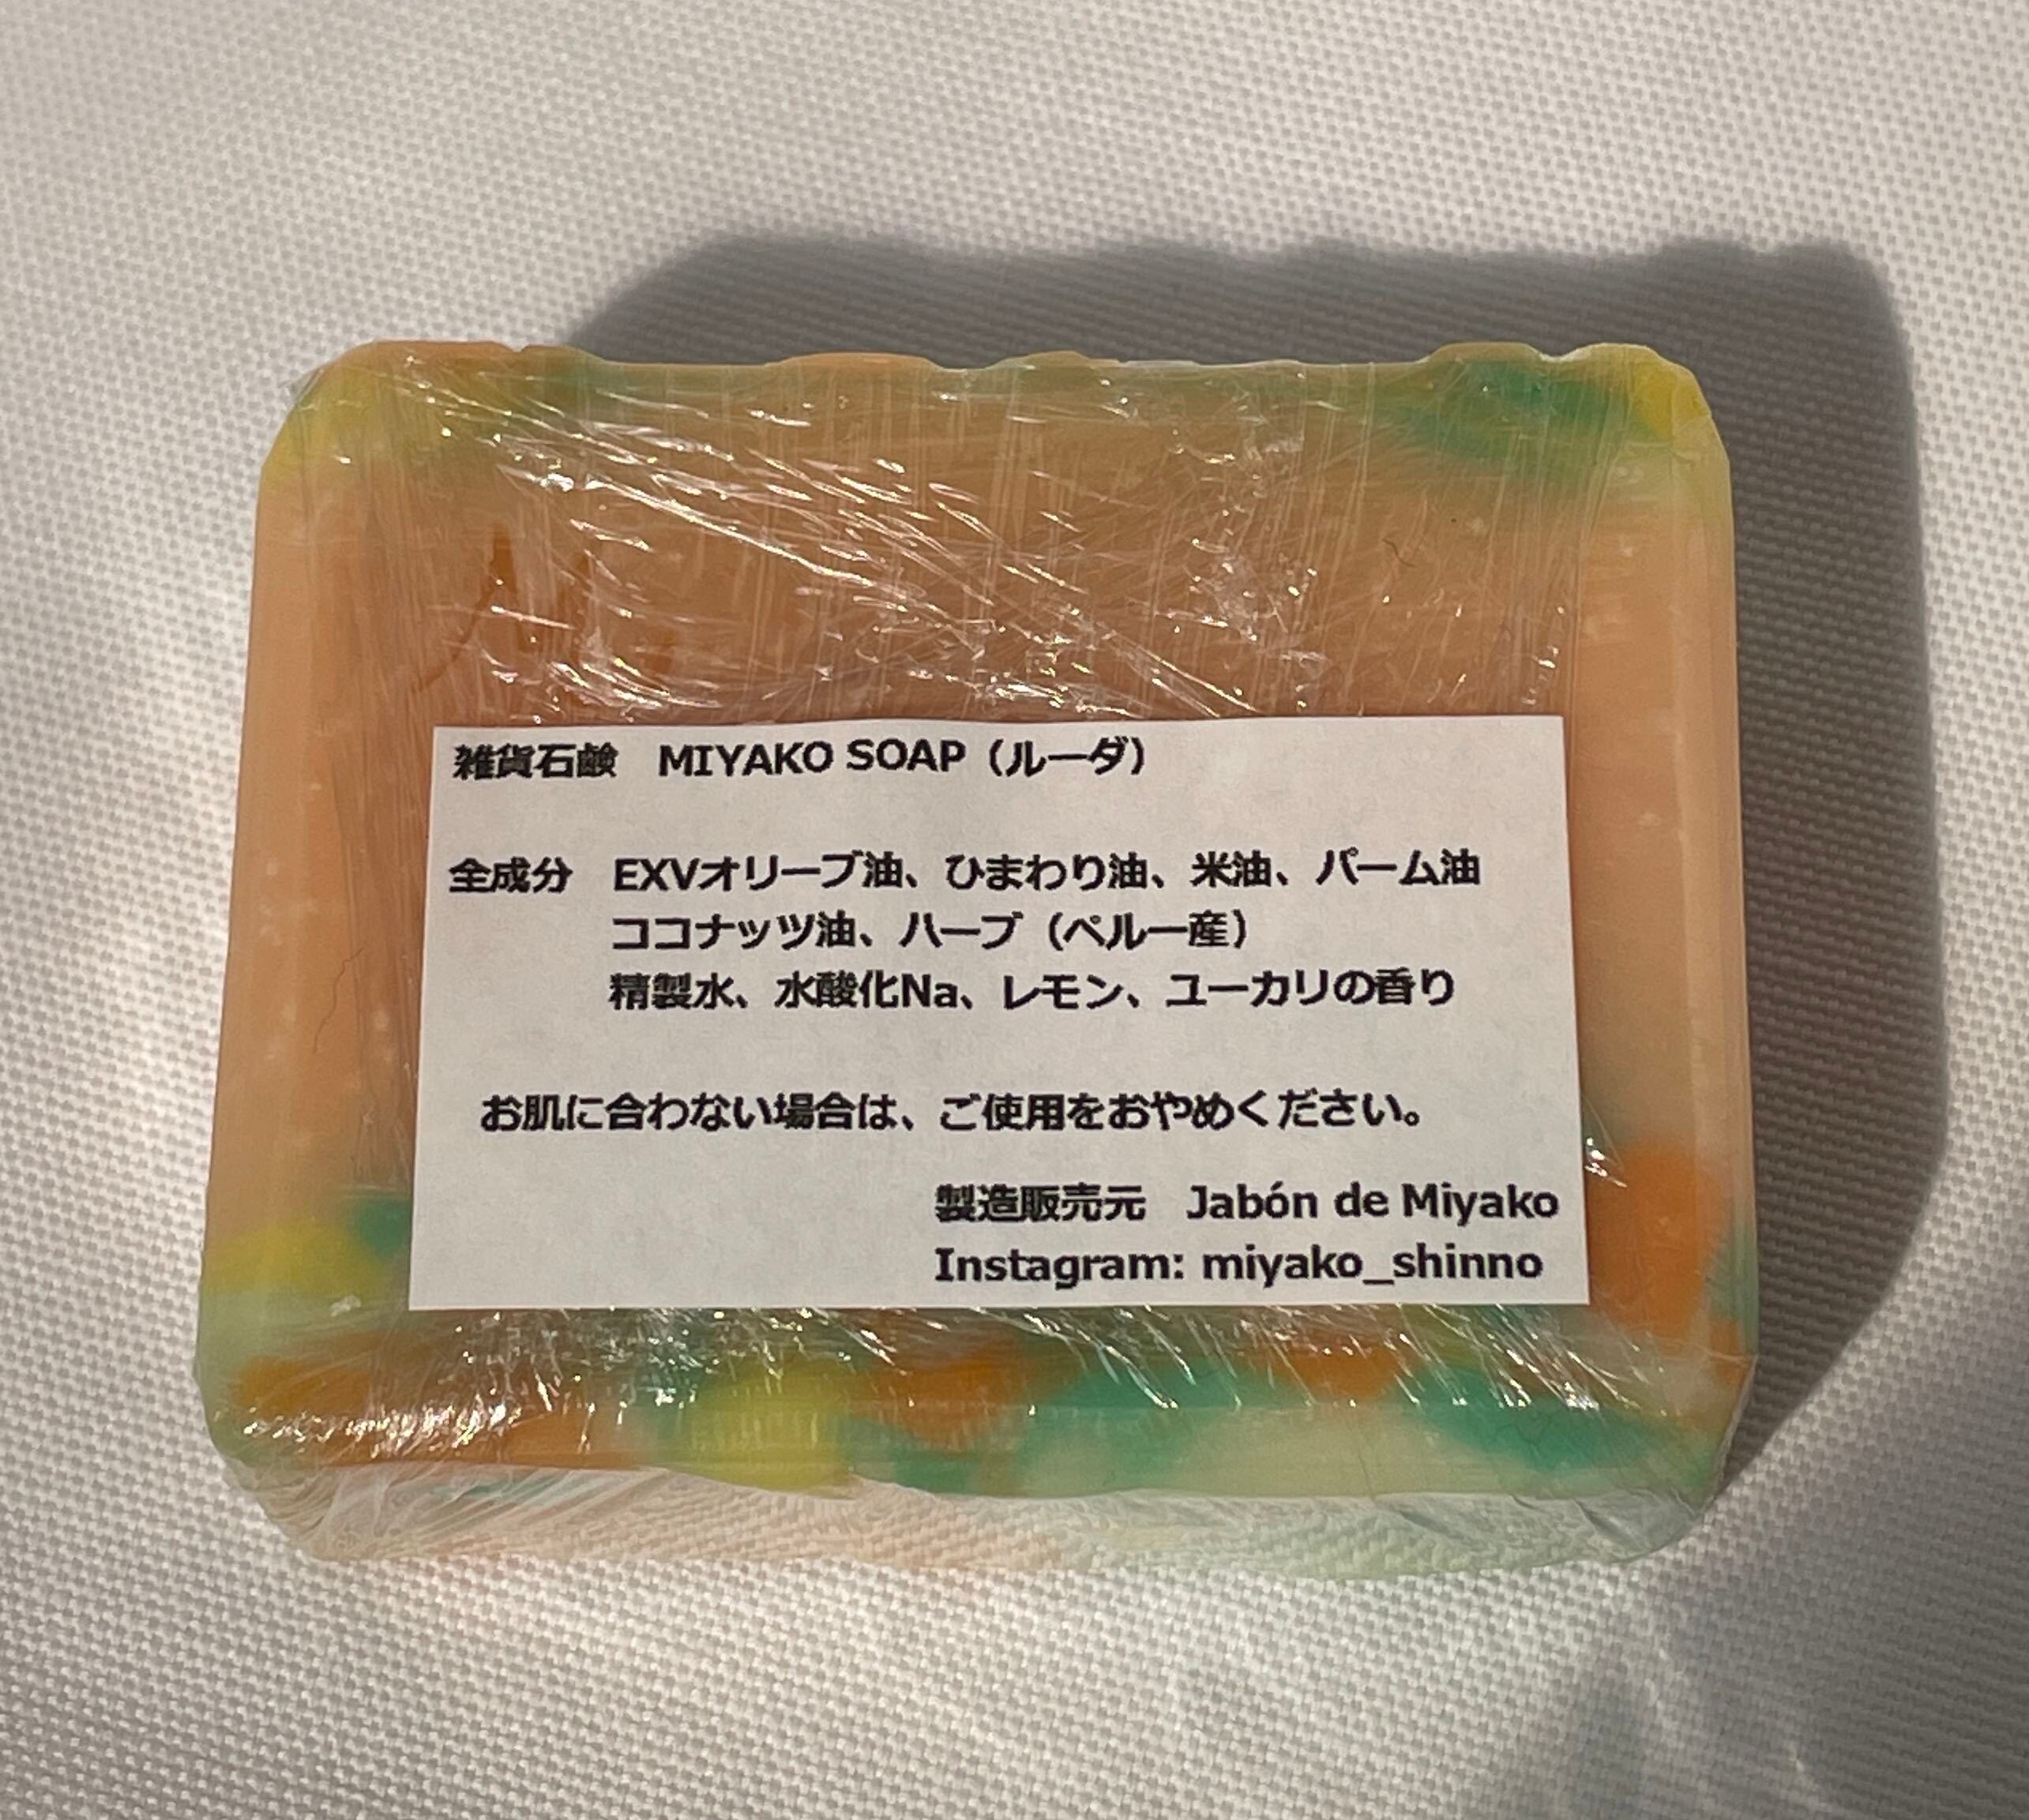 雑貨石鹸　MIYAKO SOAP（ルーダ）
全成分　EXVオリーブ油、ひまわり油、米油、パーム油
ココナッツ油、ハーブ（ペルー産）
精製水、水酸化Na、レモン、ユーカリの香り
お肌に合わない場合は、ご使用をおやめください。
製造販売元　Jabón de Miyako
Instagram: miyako_shinno